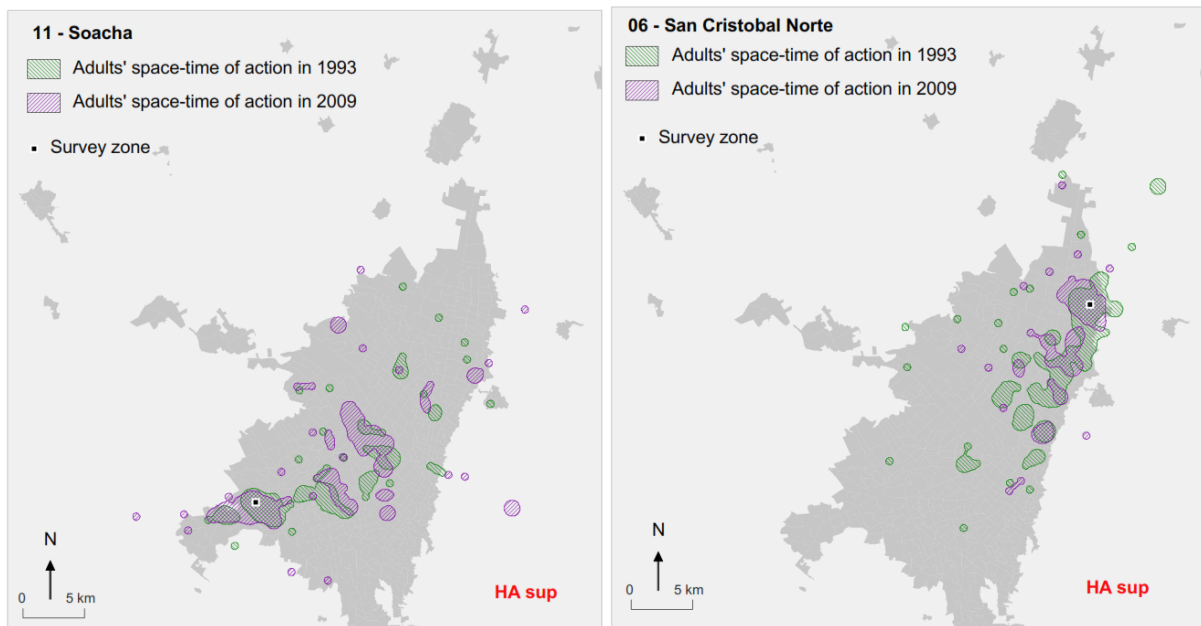 11 - Soacha
Adults' space-time of action in 1993
Adults' space-time of action in 2009
Survey zone
N
0 5 km
HA sup
06 - San Cristobal Norte
Adults' space-time of action in 1993
Adults' space-time of action in 2009
Survey zone
N
0 5 km
HA sup